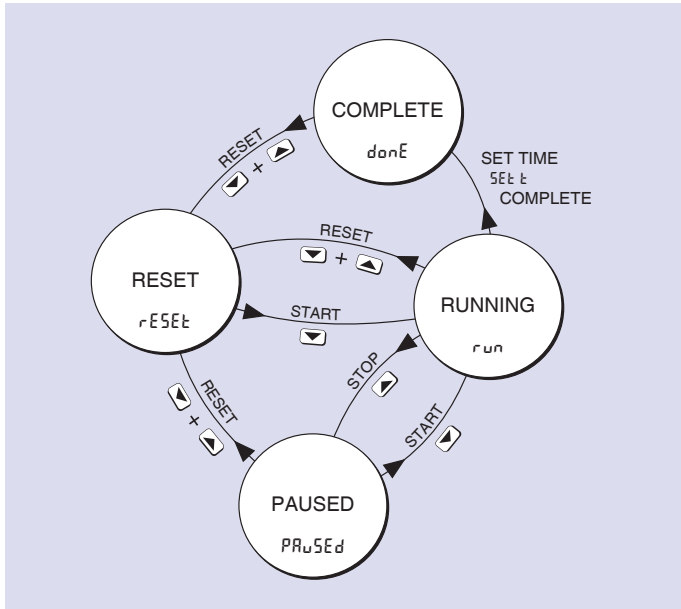 COMPLETE
donE
RESET
+
SET TIME
SEt t
COMPLETE
RESET
+
RESET
rESEt
START
RUNNING
run
RESET
+
STOP
START
PAUSED
PAuSEd